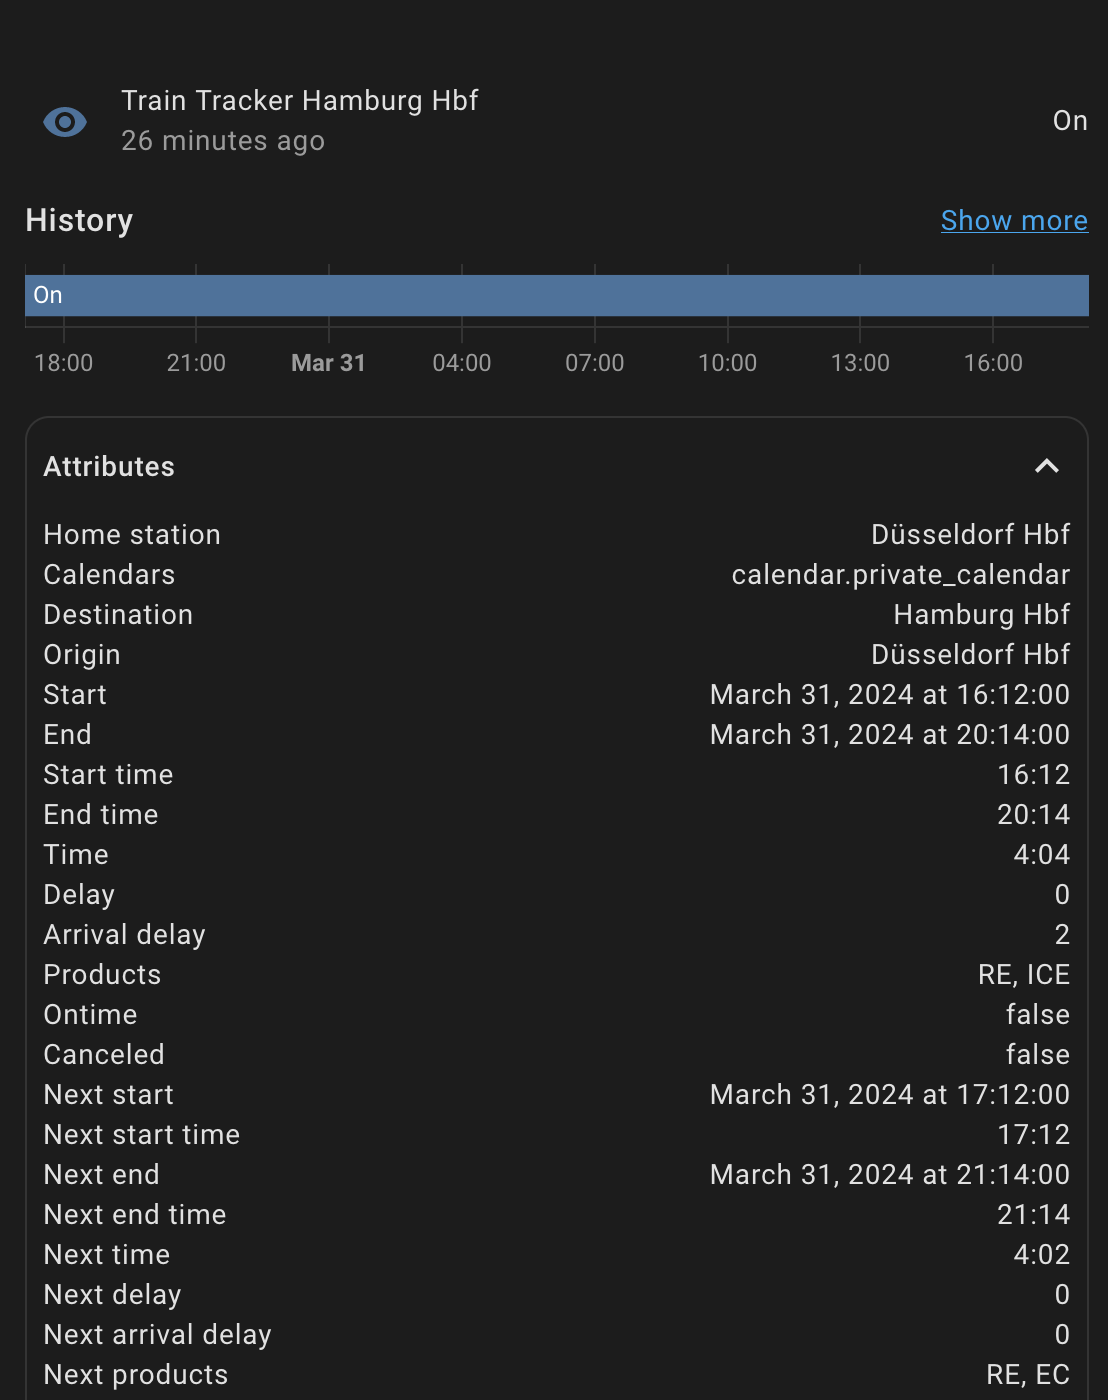 Train Tracker Hamburg Hbf
26 minutes ago
On
History
Show more
On
18:00 21:00 Mar 31 04:00 07:00 10:00 13:00 16:00
Attributes
Home station Düsseldorf Hbf
Calendars calendar.private_calendar
Destination Hamburg Hbf
Origin Düsseldorf Hbf
Start March 31, 2024 at 16:12:00
End March 31, 2024 at 20:14:00
Start time 16:12
End time 20:14
Time 4:04
Delay 0
Arrival delay 2
Products RE, ICE
Ontime false
Canceled false
Next start March 31, 2024 at 17:12:00
Next start time 17:12
Next end March 31, 2024 at 21:14:00
Next end time 21:14
Next time 4:02
Next delay 0
Next arrival delay 0
Next products RE, EC